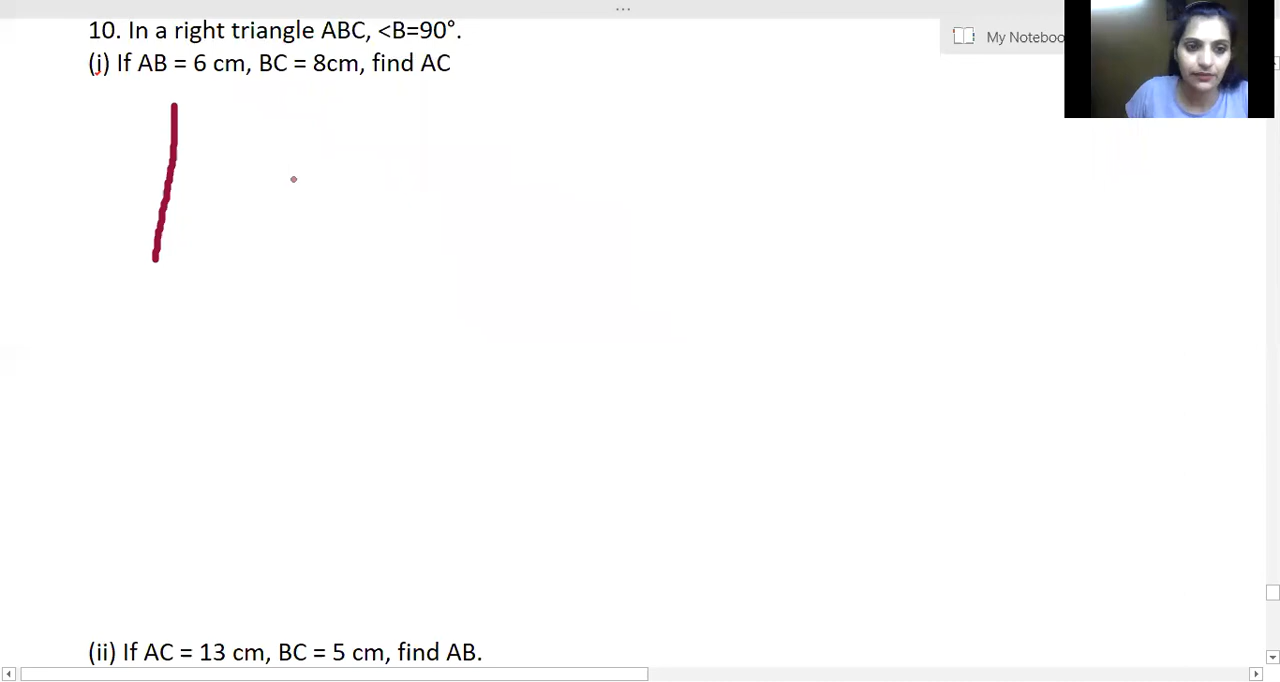 10. In a right triangle ABC, <B=90°.
My Noteboo
(i) If AB = 6 cm, BC = 8cm, find AC
(ii) If AC = 13 cm, BC = 5 cm, find AB.